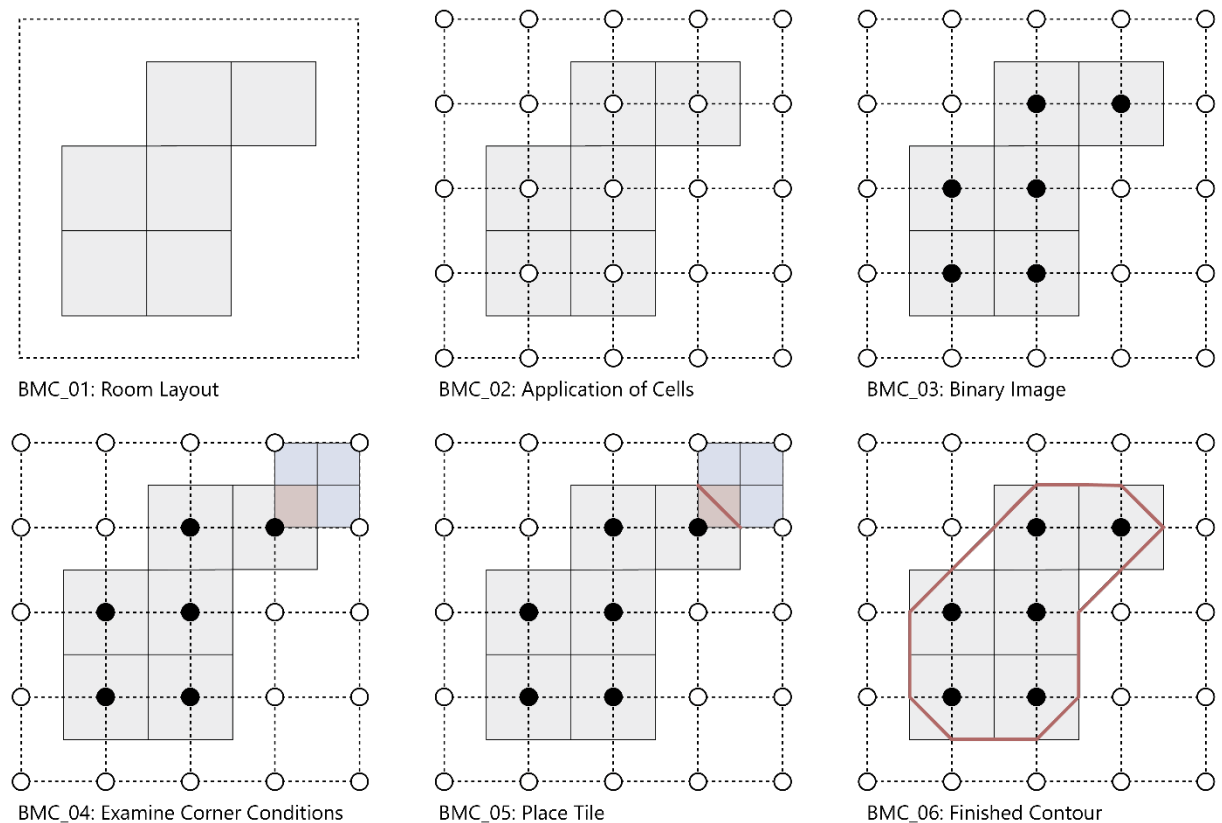 BMC_01: Room Layout
BMC_02: Application of Cells
BMC_03: Binary Image
BMC_04: Examine Corner Conditions
BMC_05: Place Tile
BMC_06: Finished Contour